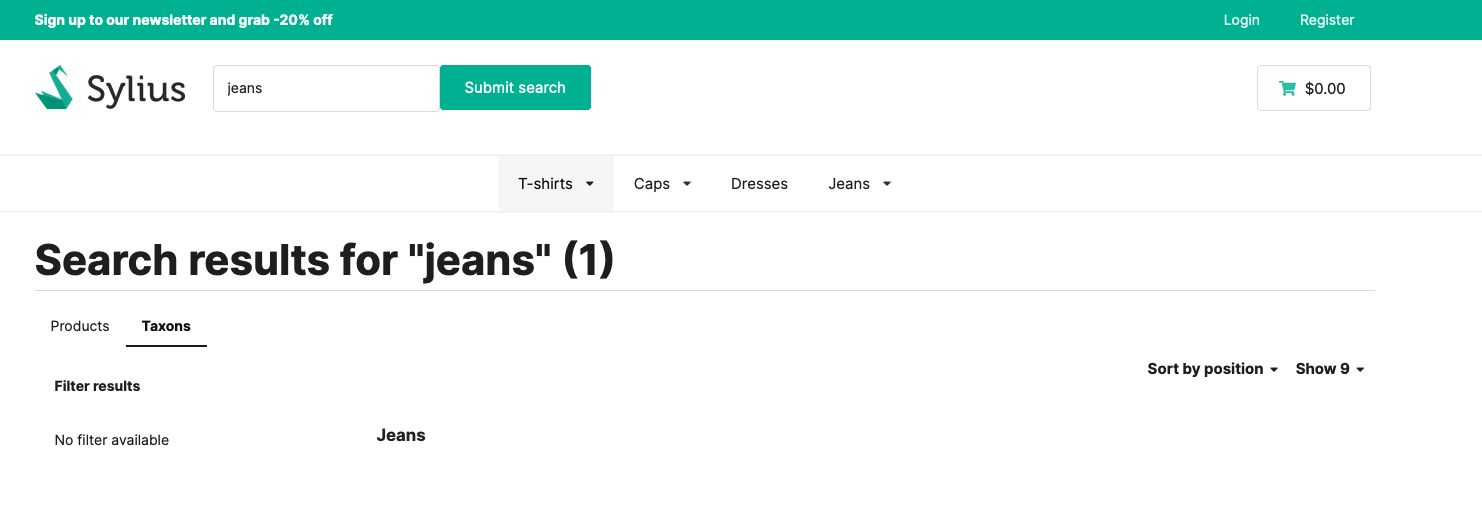 Sign up to our newsletter and grab -20% off
Login Register
Sylius
jeans
Submit search
$0.00
T-shirts Caps Dresses Jeans
Search results for "jeans" (1)
Products Taxons
Sort by position Show 9
Filter results
Jeans
No filter available